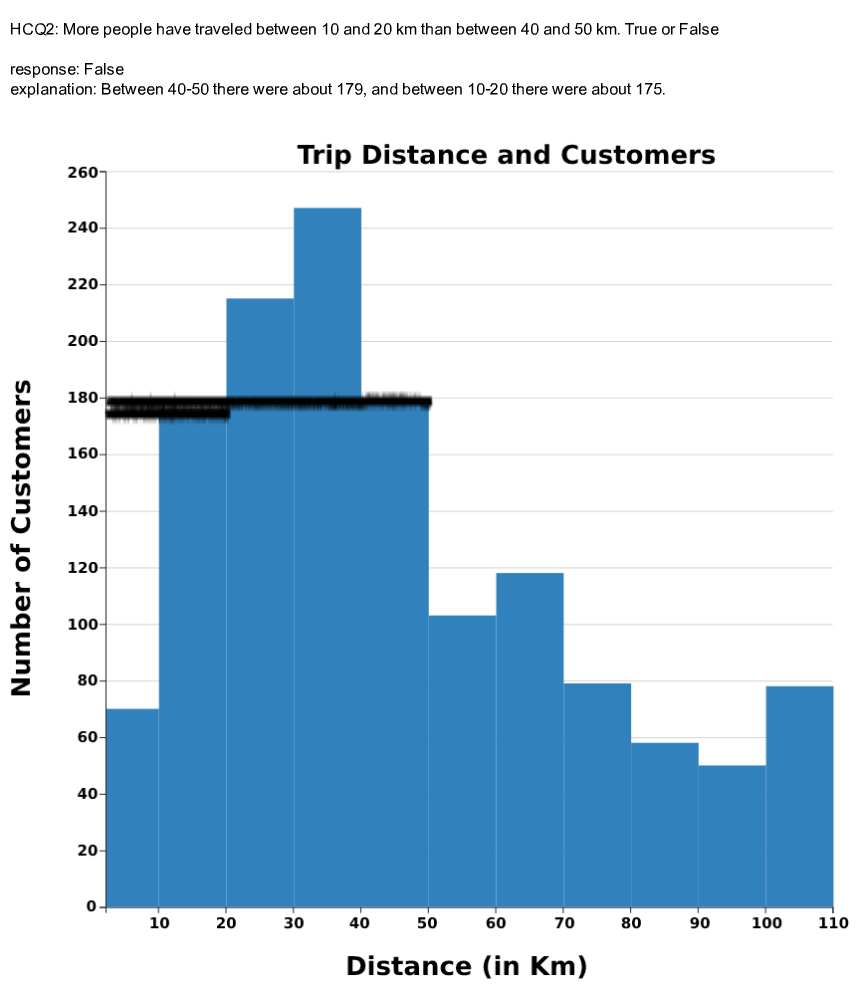 HCQ2: More people have traveled between 10 and 20 km than between 40 and 50 km. True or False
response: False
explanation: Between 40-50 there were about 179, and between 10-20 there were about 175.
Trip Distance and Customers
260
240
220
200
180
160
140
120
100
80
60
40
20
0
Number of Customers
10 20 30 40 50 60 70 80 90 100 110
Distance (in Km)